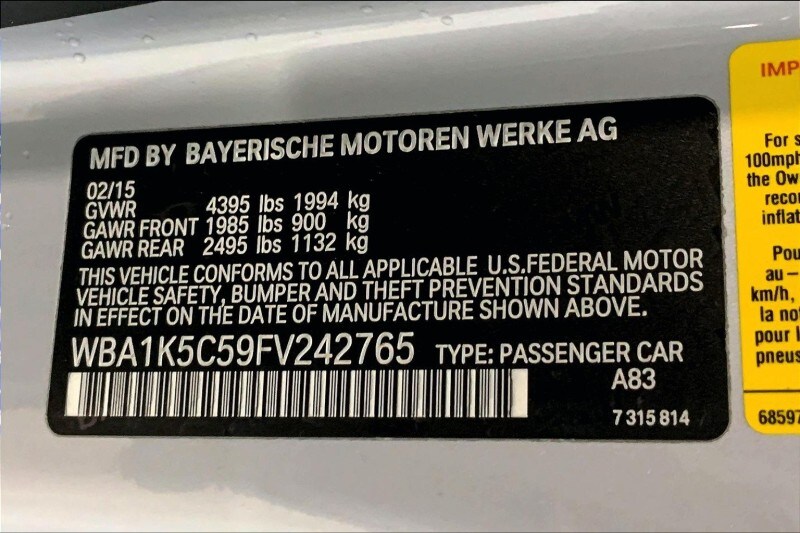 MFD BY BAYERISCHE MOTOREN WERKE AG
02/15
GVWR 4395 lbs 1994 kg
GAWR FRONT 1985 lbs 900 kg
GAWR REAR 2495 lbs 1132 kg
THIS VEHICLE CONFORMS TO ALL APPLICABLE U.S.FEDERAL MOTOR
VEHICLE SAFETY, BUMPER AND THEFT PREVENTION STANDARDS
IN EFFECT ON THE DATE OF MANUFACTURE SHOWN ABOVE.
WBA1K5C59FV242765 TYPE: PASSENGER CAR
A83
7 315 814
IMP
For s
100mph
the Ow
recor
inflat
Pou
au –
km/h,
la not
pour l
pneus
68597